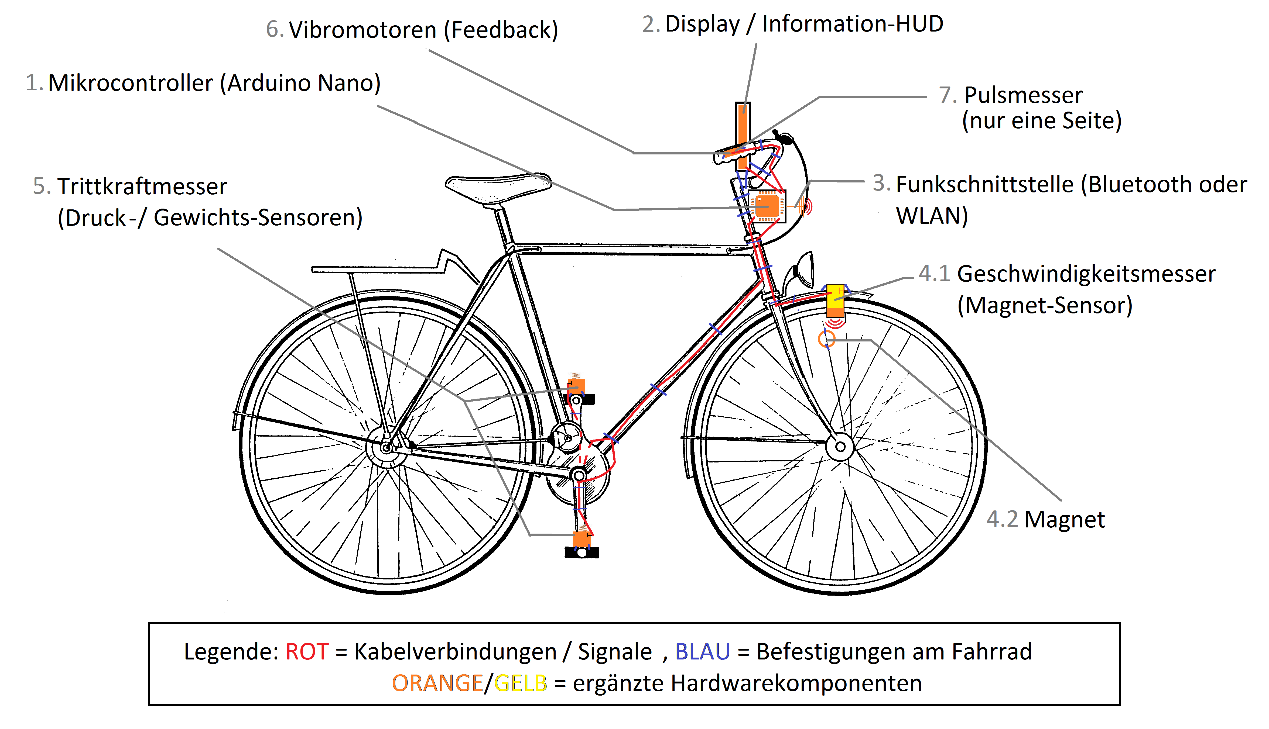 6. Vibromotoren (Feedback)
2. Display / Information-HUD
1. Mikrocontroller (Arduino Nano)
7. Pulsmesser
(nur eine Seite)
5. Trittkraftmesser
(Druck-/ Gewichts-Sensoren)
3. Funkschnittstelle (Bluetooth oder
WLAN)
4.1 Geschwindigkeitsmesser
(Magnet-Sensor)
4.2 Magnet
Legende: ROT = Kabelverbindungen / Signale , BLAU = Befestigungen am Fahrrad
ORANGE/GELB = ergänzte Hardwarekomponenten